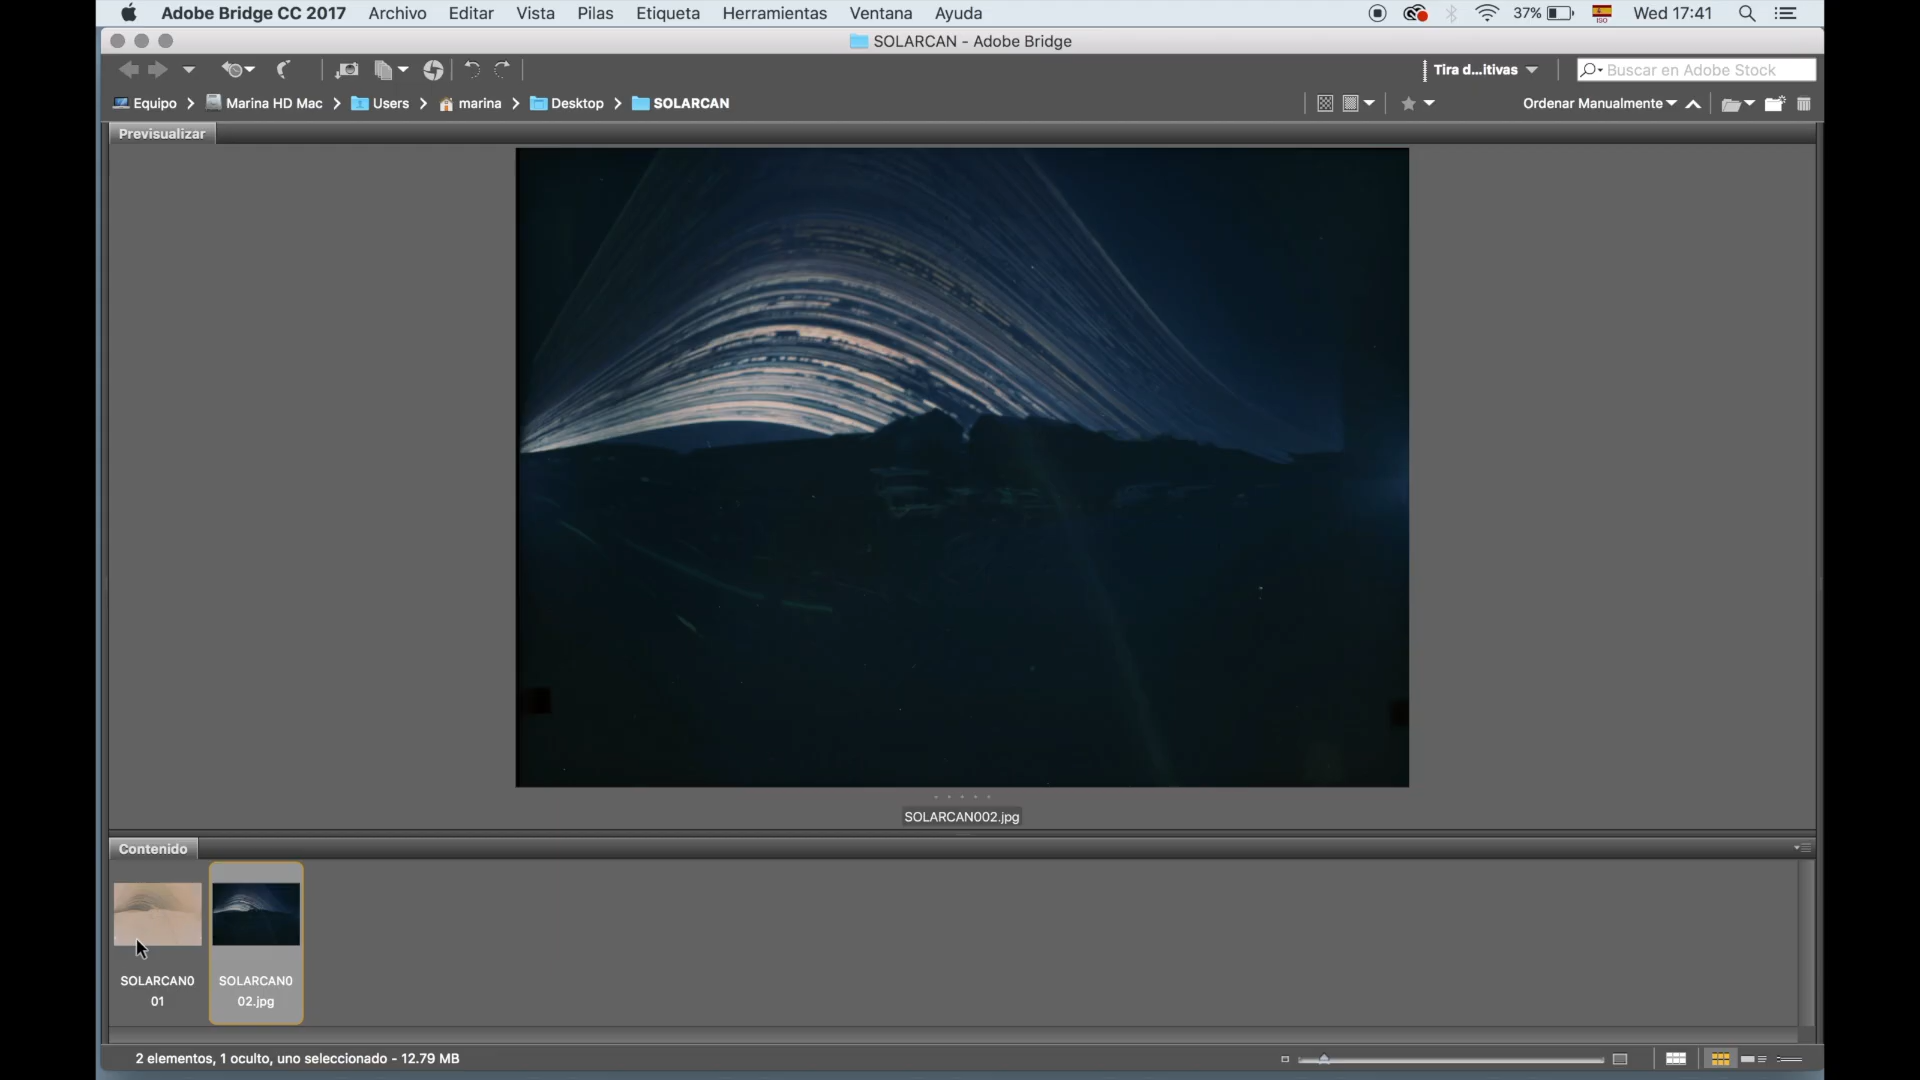 Adobe Bridge CC 2017 Archivo Editar Vista Pilas Etiqueta Herramientas Ventana Ayuda 37% ISO Wed 17:41
SOLARCAN - Adobe Bridge
Tira d...itivas Buscar en Adobe Stock
Equipo Marina HD Mac Users marina Desktop SOLARCAN Ordenar Manualmente
Previsualizar
SOLARCAN002.jpg
Contenido
SOLARCAN0
01
SOLARCAN0
02.jpg
2 elementos, 1 oculto, uno seleccionado - 12.79 MB